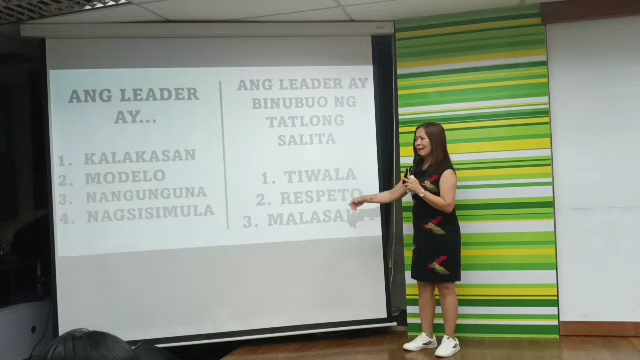 ANG LEADER
AY...
1. KALAKASAN
2. MODELO
3. NANGUNGUNA
4. NAGSISIMULA
ANG LEADER AY
BINUBUO NG
TATLONG
SALITA
1. TIWALA
2. RESPETO
3.